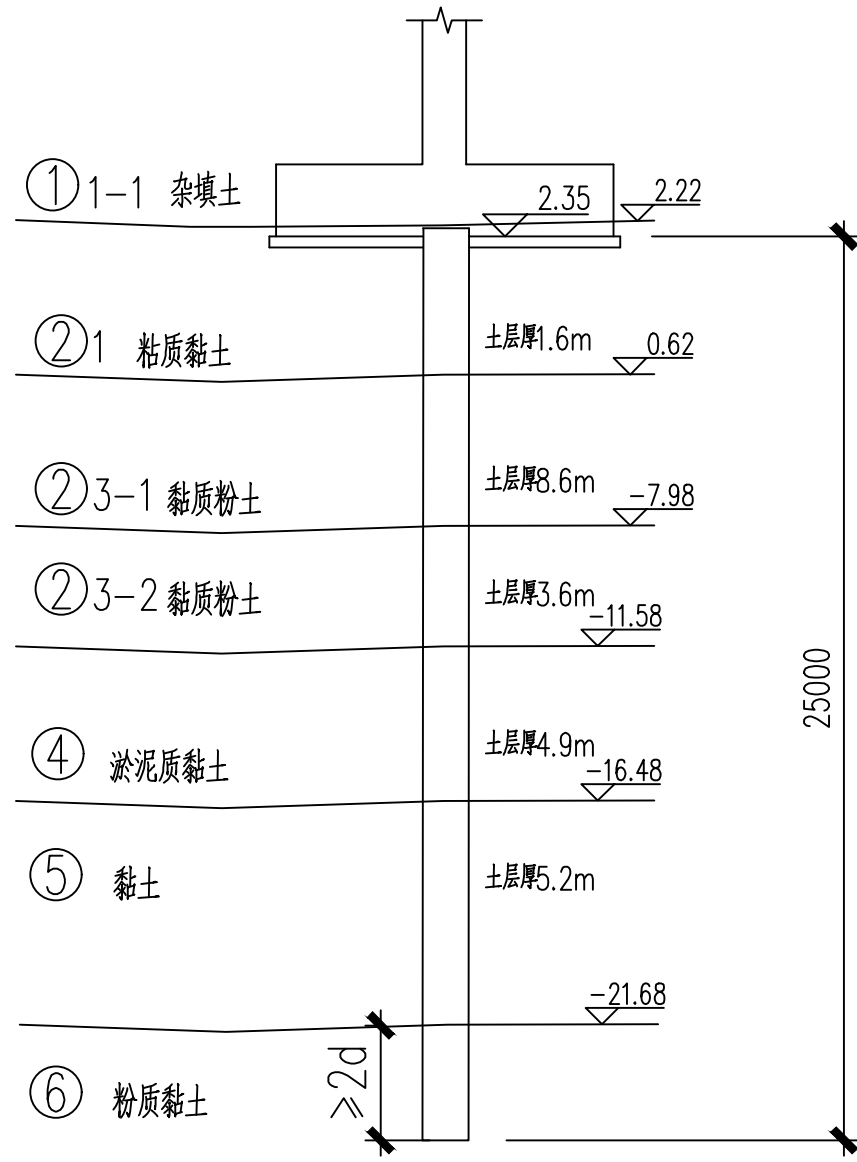 ① 1-1 杂填土
2.35
2.22
②1 粘质黏土
土层厚1.6m
0.62
②3-1 黏质粉土
土层厚8.6m
-7.98
②3-2 黏质粉土
土层厚3.6m
-11.58
25000
④ 淤泥质黏土
土层厚4.9m
-16.48
⑤ 黏土
土层厚5.2m
-21.68
≥2d
⑥ 粉质黏土